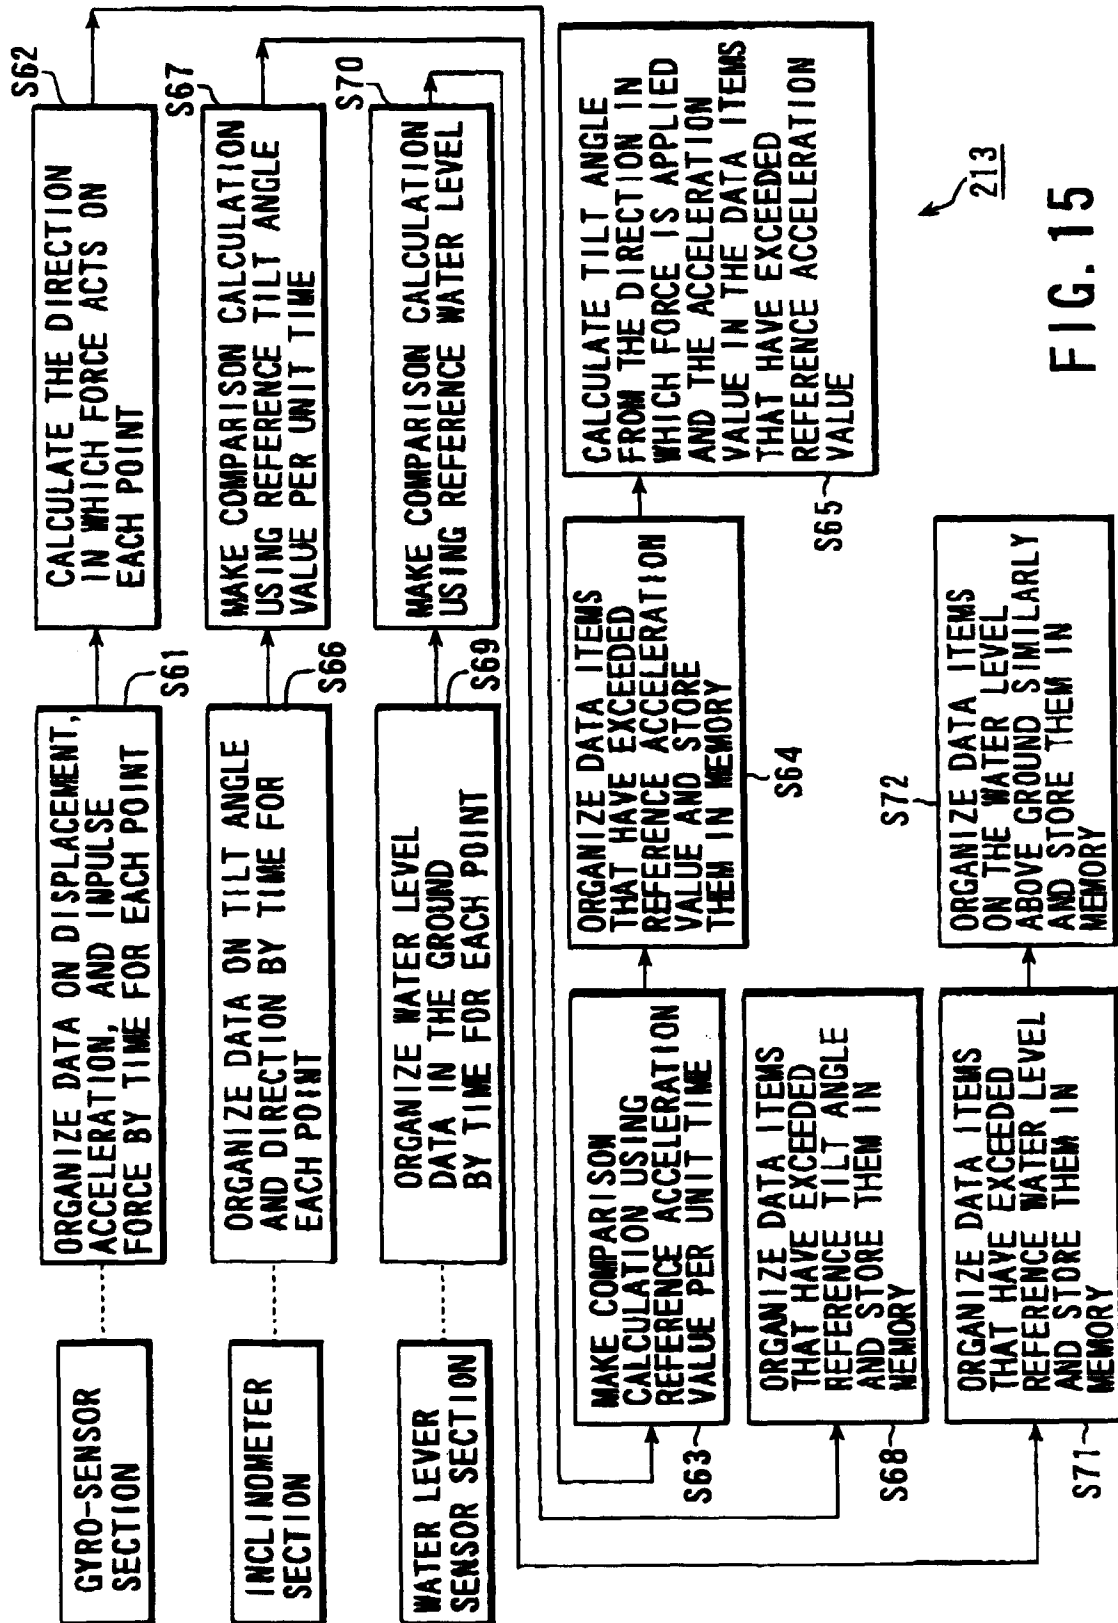 GYRO-SENSOR
SECTION
ORGANIZE DATA ON DISPLACEMENT,
ACCELERATION, AND INPULSE
FORCE BY TIME FOR EACH POINT
S61
CALCULATE THE DIRECTION
IN WHICH FORCE ACTS ON
EACH POINT
S62
INCLINOMETER
SECTION
ORGANIZE DATA ON TILT ANGLE
AND DIRECTION BY TIME FOR
EACH POINT
S66
MAKE COMPARISON CALCULATION
USING REFERENCE TILT ANGLE
VALUE PER UNIT TIME
S67
WATER LEVER
SENSOR SECTION
ORGANIZE WATER LEVEL
DATA IN THE GROUND
BY TIME FOR EACH POINT
S69
MAKE COMPARISON CALCULATION
USING REFERENCE WATER LEVEL
S70
MAKE COMPARISON
CALCULATION USING
REFERENCE ACCELERATION
VALUE PER UNIT TIME
S63
ORGANIZE DATA ITEMS
THAT HAVE EXCEEDED
REFERENCE ACCELERATION
VALUE AND STORE
THEM IN MEMORY
S64
CALCULATE TILT ANGLE
FROM THE DIRECTION IN
WHICH FORCE IS APPLIED
AND THE ACCELERATION
VALUE IN THE DATA ITEMS
THAT HAVE EXCEEDED
REFERENCE ACCELERATION
VALUE
S65
ORGANIZE DATA ITEMS
THAT HAVE EXCEEDED
REFERENCE TILT ANGLE
AND STORE THEM IN
MEMORY
S68
ORGANIZE DATA ITEMS
THAT HAVE EXCEEDED
REFERENCE WATER LEVEL
AND STORE THEM IN
MEMORY
S71
ORGANIZE DATA ITEMS
ON THE WATER LEVEL
ABOVE GROUND SIMILARLY
AND STORE THEM IN
MEMORY
S72
213
FIG. 15